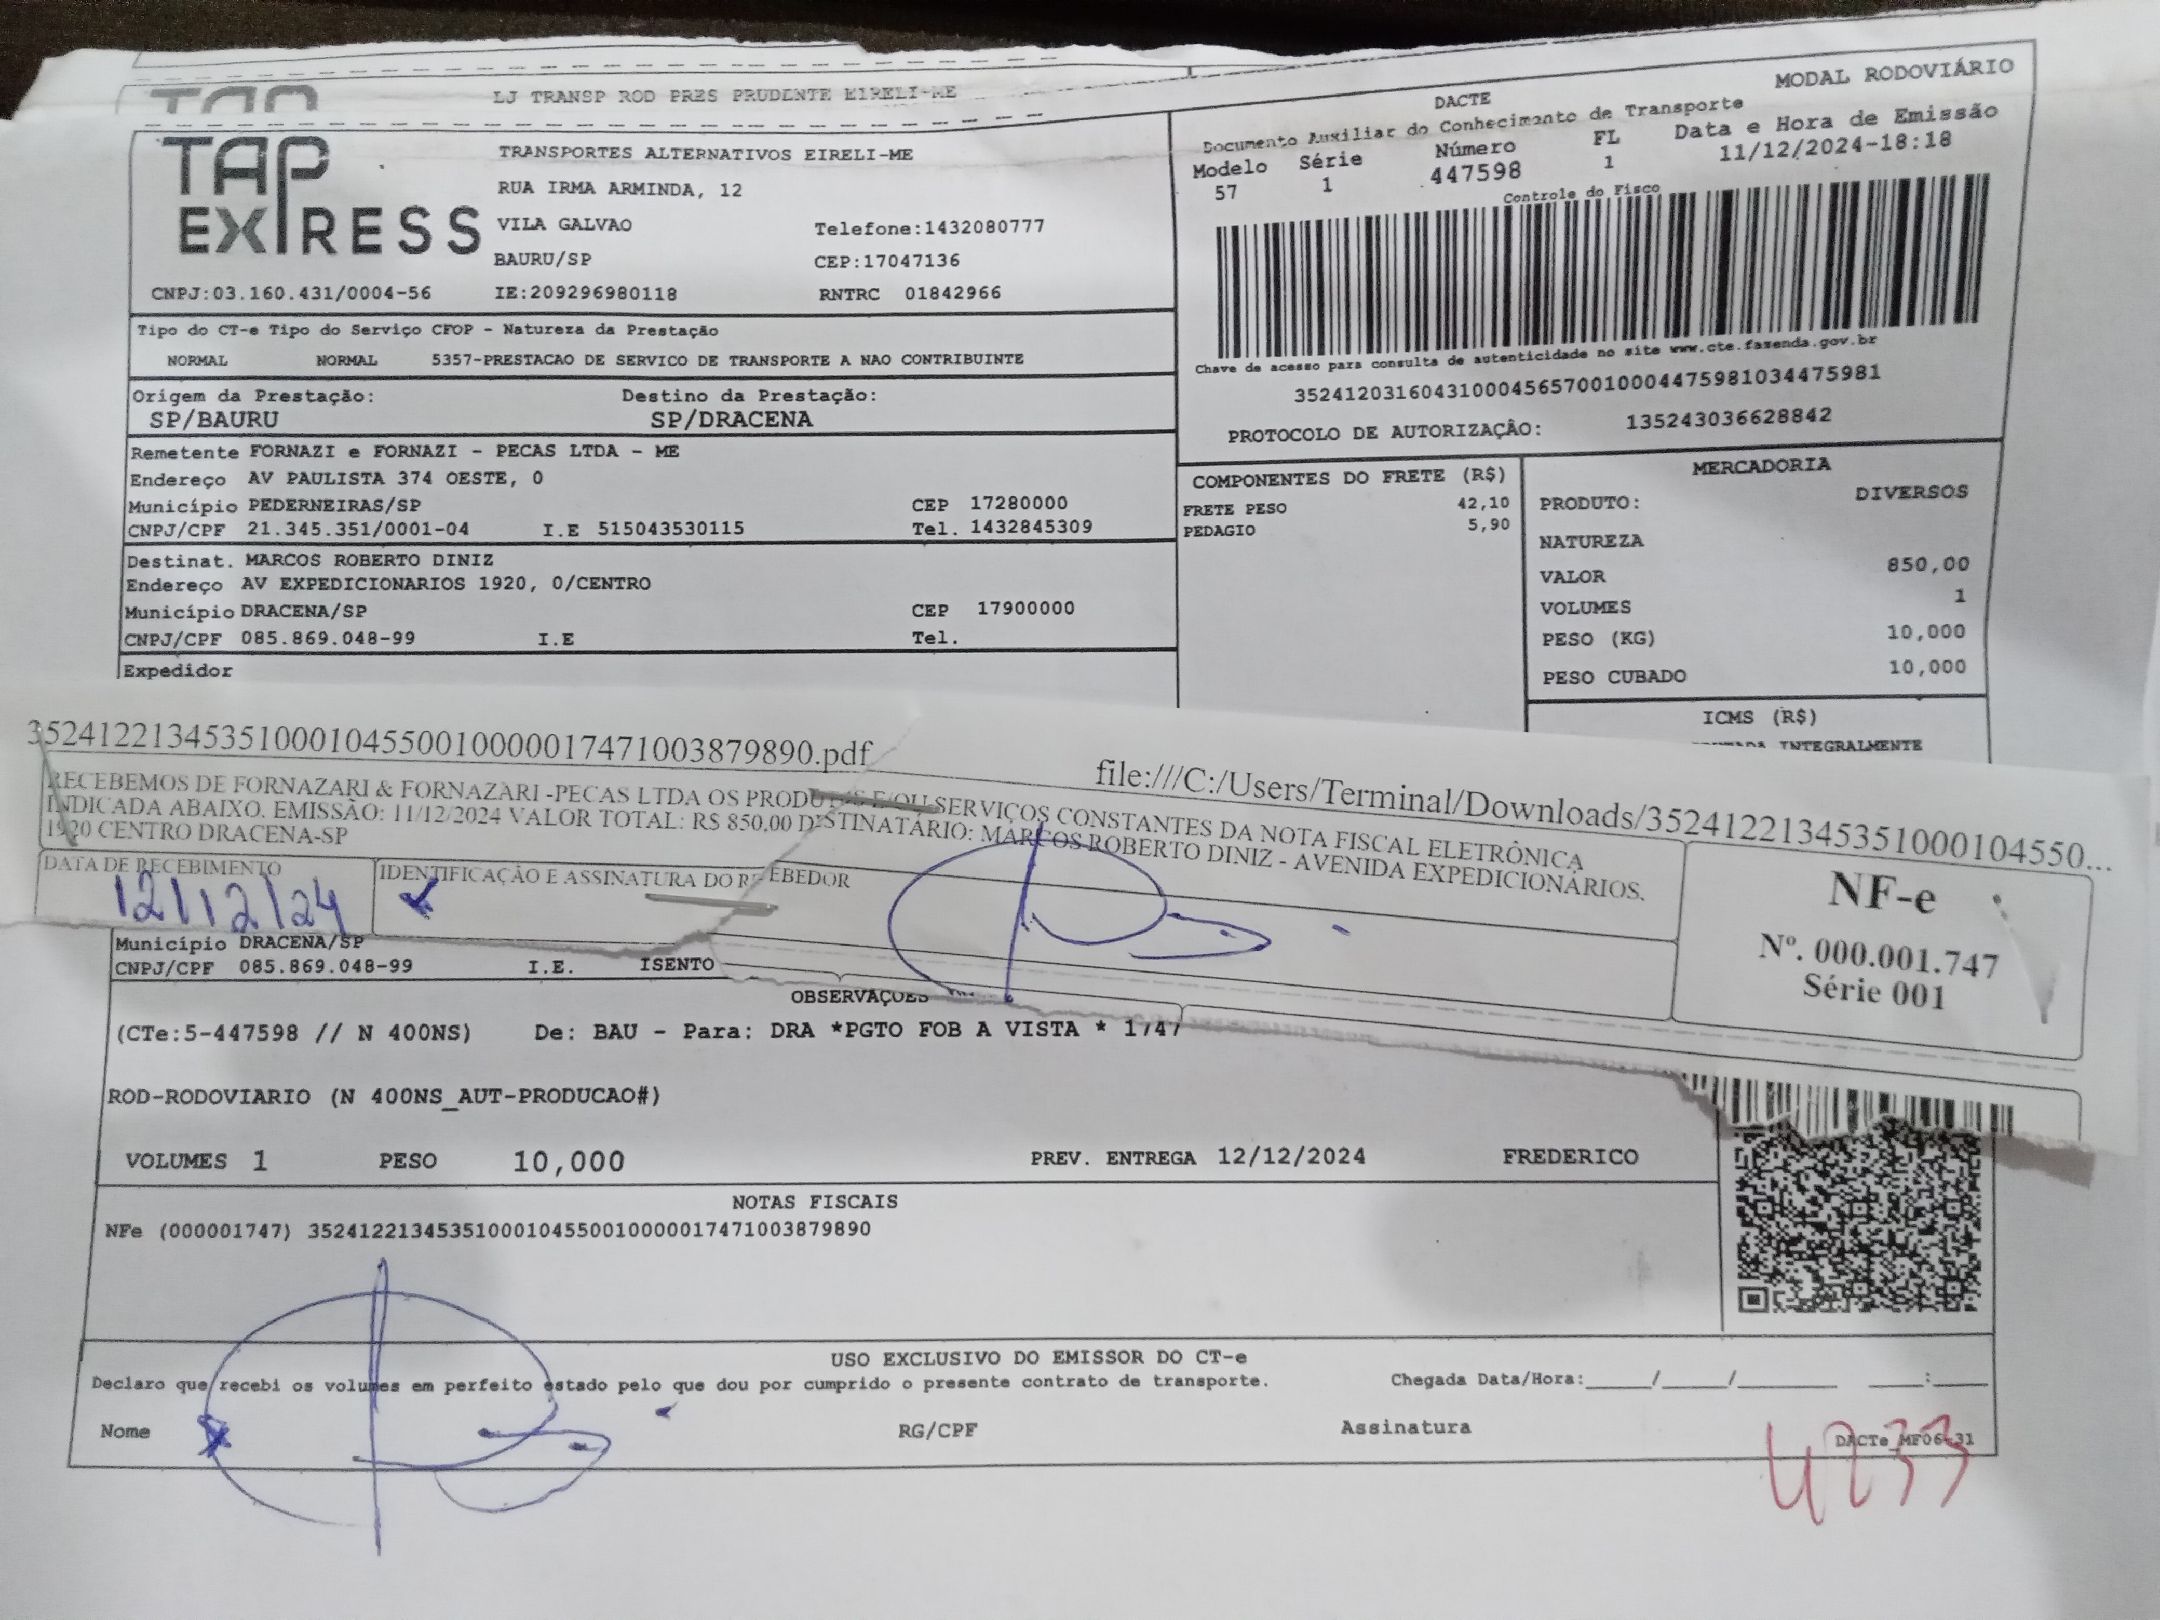 LJ TRANSP ROD PRES PRUDENTE EIRELI-ME
TAP EXPRESS
TRANSPORTES ALTERNATIVOS EIRELI-ME
RUA IRMA ARMINDA, 12
VILA GALVAO Telefone:1432080777
BAURU/SP CEP:17047136
CNPJ:03.160.431/0004-56 IE:209296980118 RNTRC 01842966
MODAL RODOVIÁRIO
DACTE
Documento Auxiliar do Conhecimento de Transporte
Modelo Série Número FL Data e Hora de Emissão
57 1 447598 1 11/12/2024-18:18
Controle do Fisco
Chave de acesso para consulta de autenticidade no site www.cte.fazenda.gov.br
35241203160431000456570010004475981034475981
PROTOCOLO DE AUTORIZAÇÃO: 135243036628842
Tipo do CT-e Tipo do Serviço CFOP - Natureza da Prestação
NORMAL NORMAL 5357-PRESTACAO DE SERVICO DE TRANSPORTE A NAO CONTRIBUINTE
Origem da Prestação: Destino da Prestação:
SP/BAURU SP/DRACENA
Remetente FORNAZI e FORNAZI - PECAS LTDA - ME
Endereço AV PAULISTA 374 OESTE, 0
Município PEDERNEIRAS/SP CEP 17280000
CNPJ/CPF 21.345.351/0001-04 I.E 515043530115 Tel. 1432845309
Destinat. MARCOS ROBERTO DINIZ
Endereço AV EXPEDICIONARIOS 1920, 0/CENTRO
Município DRACENA/SP CEP 17900000
CNPJ/CPF 085.869.048-99 I.E Tel.
Expedidor
COMPONENTES DO FRETE (R$)
FRETE PESO 42,10
PEDAGIO 5,90
MERCADORIA
PRODUTO: DIVERSOS
NATUREZA
VALOR 850,00
VOLUMES 1
PESO (KG) 10,000
PESO CUBADO 10,000
ICMS (R$)
INTEGRALMENTE
35241221345351000104550010000017471003879890.pdf file:///C:/Users/Terminal/Downloads/35241221345351000104550...
RECEBEMOS DE FORNAZARI & FORNAZARI -PECAS LTDA OS PRODUTOS E/OU SERVIÇOS CONSTANTES DA NOTA FISCAL ELETRÔNICA
INDICADA ABAIXO. EMISSÃO: 11/12/2024 VALOR TOTAL: R$ 850,00 DESTINATÁRIO: MARCOS ROBERTO DINIZ - AVENIDA EXPEDICIONÁRIOS,
1920 CENTRO DRACENA-SP
DATA DE RECEBIMENTO IDENTIFICAÇÃO E ASSINATURA DO RECEBEDOR
12/12/24
NF-e
Nº. 000.001.747
Série 001
Município DRACENA/SP
CNPJ/CPF 085.869.048-99 I.E. ISENTO
OBSERVAÇOES
(CTe:5-447598 // N 400NS) De: BAU - Para: DRA *PGTO FOB A VISTA * 1747
ROD-RODOVIARIO (N 400NS_AUT-PRODUCAO#)
VOLUMES 1 PESO 10,000 PREV. ENTREGA 12/12/2024 FREDERICO
NOTAS FISCAIS
NFe (000001747) 35241221345351000104550010000017471003879890
USO EXCLUSIVO DO EMISSOR DO CT-e
Declaro que recebi os volumes em perfeito estado pelo que dou por cumprido o presente contrato de transporte. Chegada Data/Hora:_____/_____/________ ____:____
Nome RG/CPF Assinatura DACTe_MF06-31